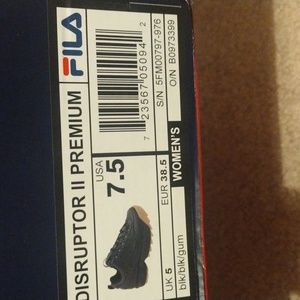 DISRUPTOR II PREMIUM FILA
USA
7.5
EUR 38.5
UK 5
WOMEN'S
blk/blk/gum
7 23567 05094 2
S/N 5FM00797-976
O/N B0973399